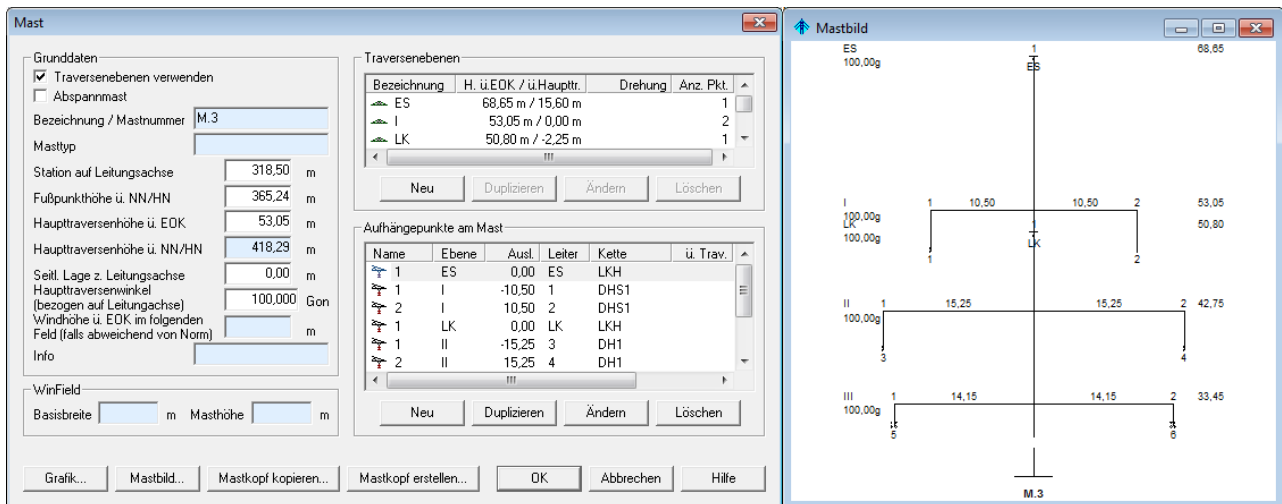 Mast
Grunddaten
Traversenebenen verwenden
Abspannmast
Bezeichnung / Mastnummer M.3
Masttyp
Station auf Leitungsachse 318,50 m
Fußpunkthöhe ü. NN/HN 365,24 m
Haupttraversenhöhe ü. EOK 53,05 m
Haupttraversenhöhe ü. NN/HN 418,29 m
Seitl. Lage z. Leitungsachse 0,00 m
Haupttraversenwinkel
(bezogen auf Leitungachse) 100,000 Gon
Windhöhe ü. EOK im folgenden
Feld (falls abweichend von Norm) m
Info
WinField
Basisbreite m Masthöhe m
Traversenebenen
Bezeichnung H. ü.EOK / ü.Haupttr. Drehung Anz. Pkt.
ES 68,65 m / 15,60 m 1
I 53,05 m / 0,00 m 2
LK 50,80 m / -2,25 m 1
Neu Duplizieren Ändern Löschen
Aufhängepunkte am Mast
Name Ebene Ausl. Leiter Kette ü. Trav.
1 ES 0,00 ES LKH
1 I -10,50 1 DHS1
2 I 10,50 2 DHS1
1 LK 0,00 LK LKH
1 II -15,25 3 DH1
2 II 15,25 4 DH1
Neu Duplizieren Ändern Löschen
Grafik... Mastbild... Mastkopf kopieren... Mastkopf erstellen... OK Abbrechen Hilfe
Mastbild
ES 1 68,65
100,00g ES
I 1 10,50 10,50 2 53,05
100,00g
LK 1 50,80
100,00g LK
1 2
II 1 15,25 15,25 2 42,75
100,00g
3 4
III 1 14,15 14,15 2 33,45
100,00g
5 6
M.3